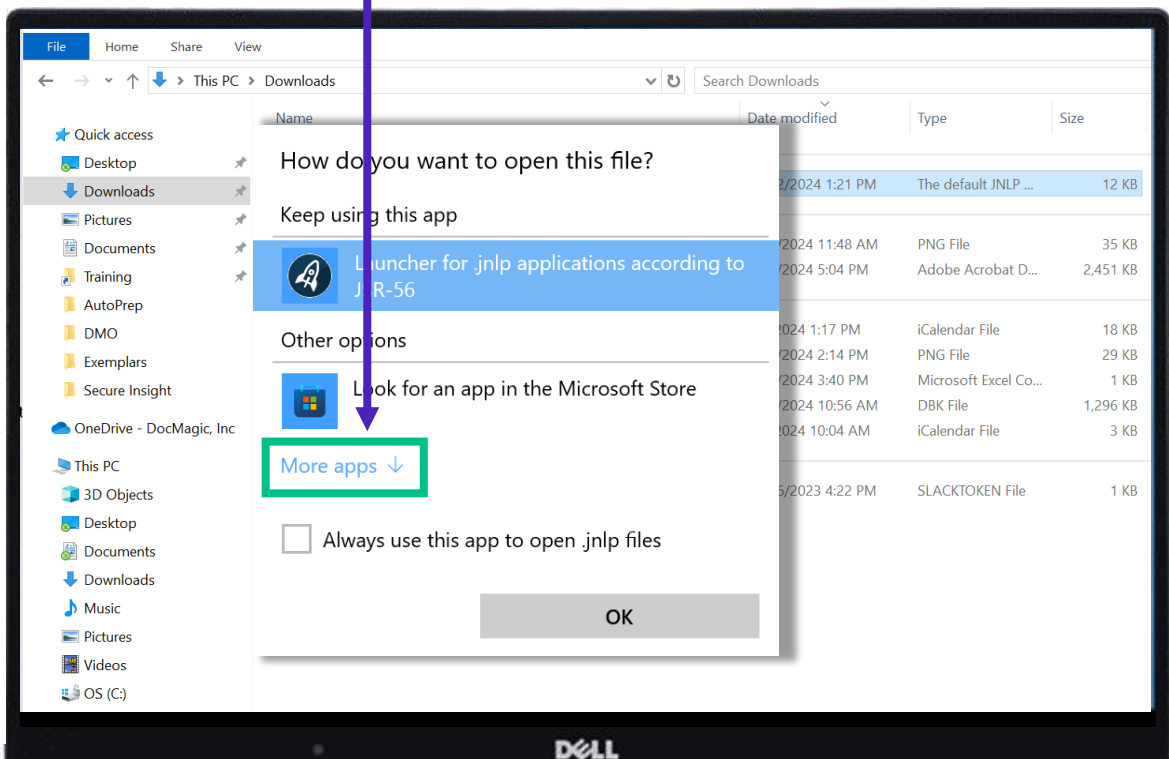 File Home Share View
This PC > Downloads
Search Downloads
Name Date modified Type Size
Quick access
Desktop
Downloads
Pictures
Documents
Training
AutoPrep
DMO
Exemplars
Secure Insight
OneDrive - DocMagic, Inc
This PC
3D Objects
Desktop
Documents
Downloads
Music
Pictures
Videos
OS (C:)
How do you want to open this file?
Keep using this app
Launcher for .jnlp applications according to
JSR-56
Other options
Look for an app in the Microsoft Store
More apps
Always use this app to open .jnlp files
OK
2/2024 1:21 PM The default JNLP ... 12 KB
/2024 11:48 AM PNG File 35 KB
/2024 5:04 PM Adobe Acrobat D... 2,451 KB
2024 1:17 PM iCalendar File 18 KB
/2024 2:14 PM PNG File 29 KB
/2024 3:40 PM Microsoft Excel Co... 1 KB
/2024 10:56 AM DBK File 1,296 KB
2024 10:04 AM iCalendar File 3 KB
/2023 4:22 PM SLACKTOKEN File 1 KB
DELL